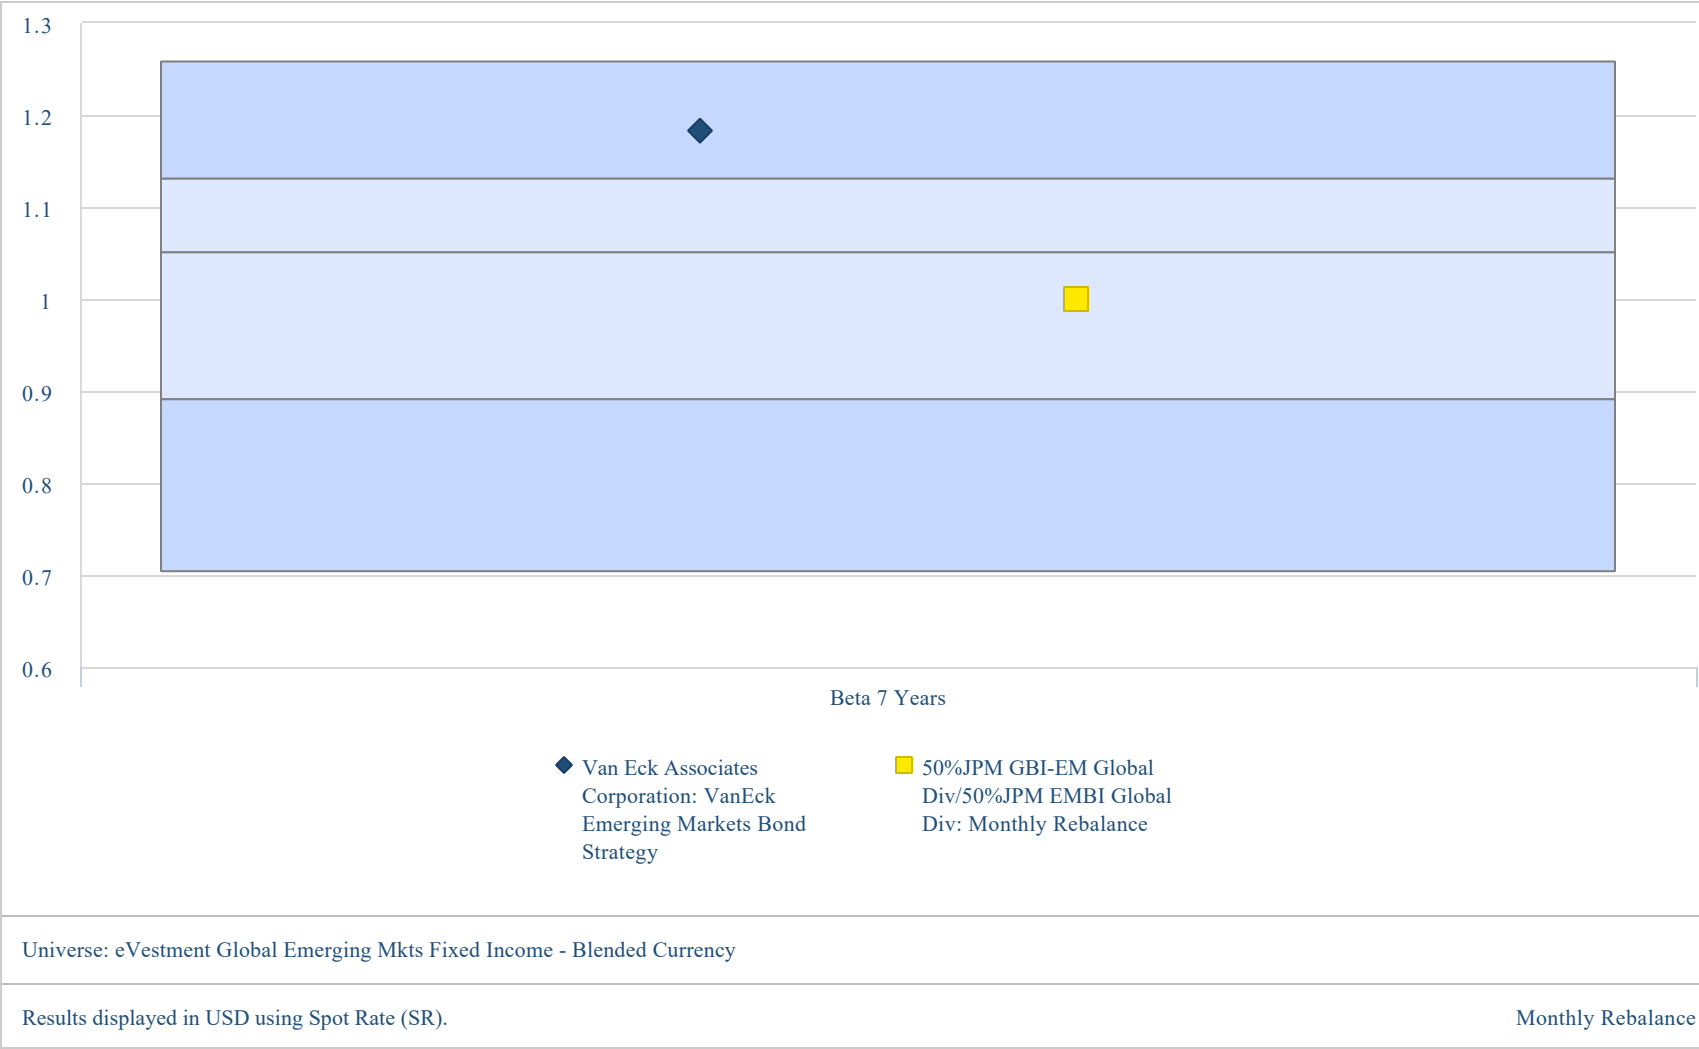 1.3
1.2
1.1
1
0.9
0.8
0.7
0.6
Beta 7 Years
Van Eck Associates
Corporation: VanEck
Emerging Markets Bond
Strategy
50%JPM GBI-EM Global
Div/50%JPM EMBI Global
Div: Monthly Rebalance
Universe: eVestment Global Emerging Mkts Fixed Income - Blended Currency
Results displayed in USD using Spot Rate (SR).
Monthly Rebalance